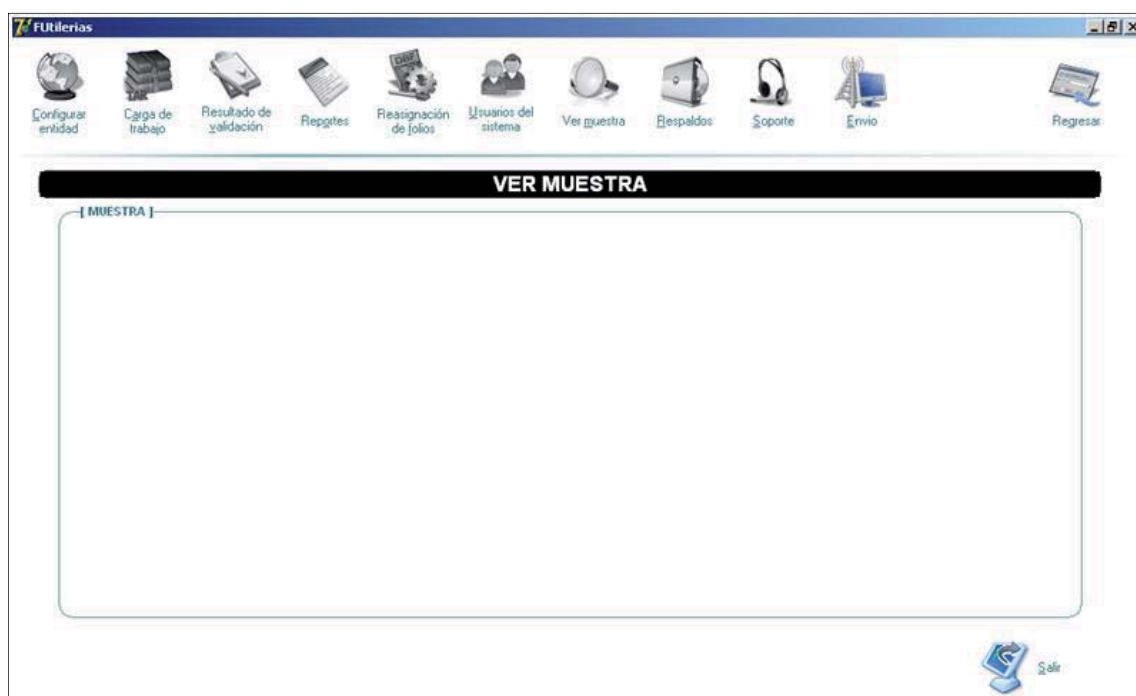 FUtilerias
Configurar
entidad
Carga de
trabajo
Resultado de
validación
Reportes
Reasignación
de folios
Usuarios del
sistema
Ver muestra
Respaldos
Soporte
Envio
Regresar
VER MUESTRA
[ MUESTRA ]
Salir